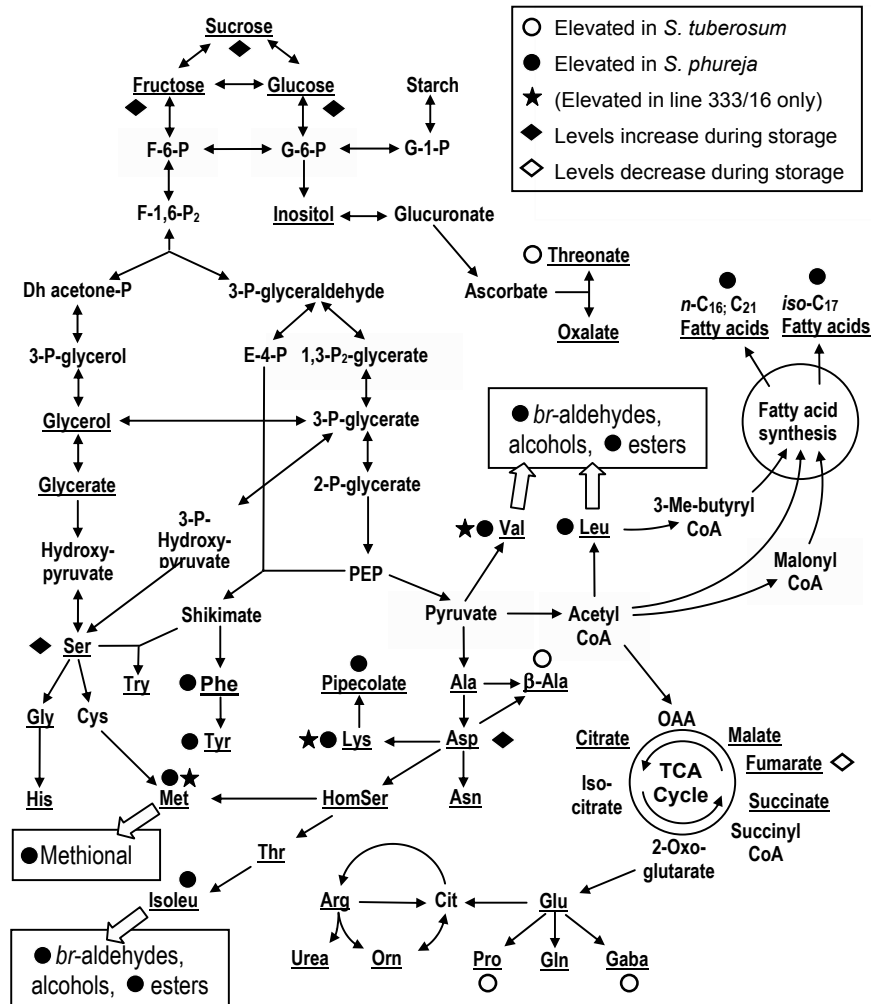 Sucrose
Fructose
Glucose
Starch
F-6-P
G-6-P
G-1-P
F-1,6-P₂
Inositol
Glucuronate
Elevated in S. tuberosum
Elevated in S. phureja
(Elevated in line 333/16 only)
Levels increase during storage
Levels decrease during storage
Threonate
Ascorbate
Oxalate
Dh acetone-P
3-P-glyceraldehyde
n-C₁₆; C₂₁
Fatty acids
iso-C₁₇
Fatty acids
3-P-glycerol
E-4-P
1,3-P₂-glycerate
Glycerol
3-P-glycerate
br-aldehydes,
alcohols, esters
Fatty acid
synthesis
Glycerate
2-P-glycerate
3-P-
Hydroxy-
pyruvate
3-Me-butyryl
CoA
Val
Leu
Hydroxy-
pyruvate
PEP
Malonyl
CoA
Shikimate
Pyruvate
Acetyl
CoA
Ser
Try
Phe
Pipecolate
Ala
β-Ala
Gly
Cys
Tyr
Lys
Asp
OAA
Citrate
Malate
Fumarate
TCA
Cycle
Iso-
citrate
Succinate
Succinyl
CoA
2-Oxo-
glutarate
His
Met
HomSer
Asn
Methional
Thr
Isoleu
Arg
Cit
Glu
br-aldehydes,
alcohols, esters
Urea
Orn
Pro
Gln
Gaba